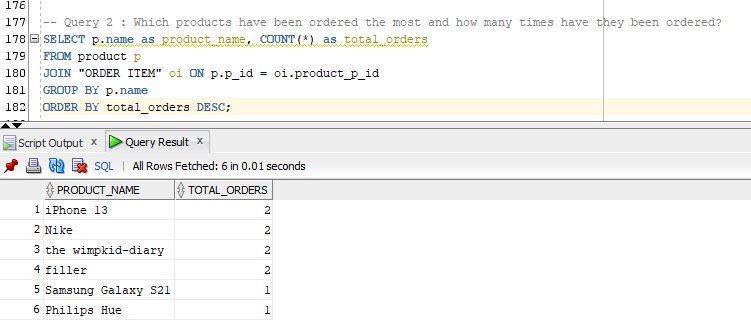 176
177 -- Query 2 : Which products have been ordered the most and how many times have they been ordered?
178 SELECT p.name as product_name, COUNT(*) as total_orders
179 FROM product p
180 JOIN "ORDER ITEM" oi ON p.p_id = oi.product_p_id
181 GROUP BY p.name
182 ORDER BY total_orders DESC;
Script Output x Query Result x
SQL | All Rows Fetched: 6 in 0.01 seconds
PRODUCT_NAME TOTAL_ORDERS
1 iPhone 13 2
2 Nike 2
3 the wimpkid-diary 2
4 filler 2
5 Samsung Galaxy S21 1
6 Philips Hue 1